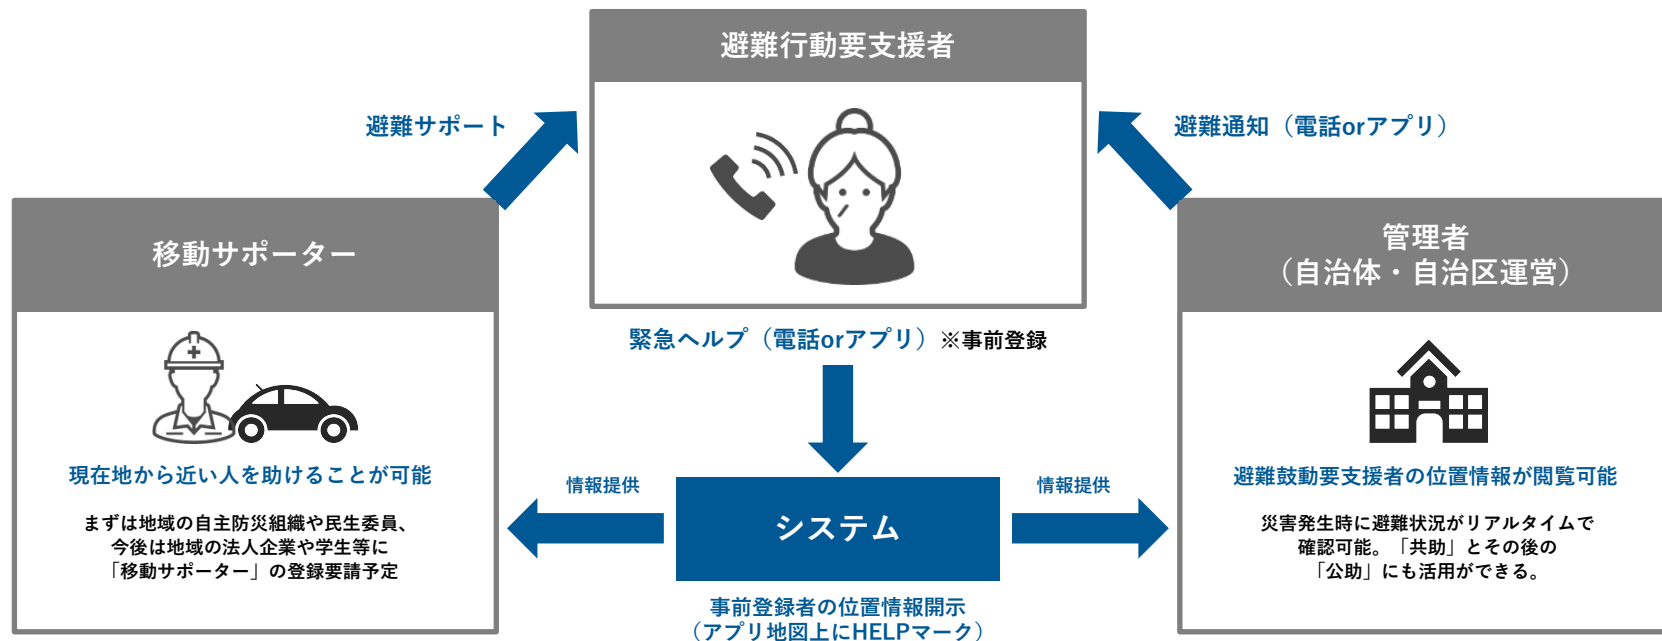 避難行動要支援者
避難サポート
避難通知（電話orアプリ）
移動サポーター
管理者
（自治体・自治区運営）
緊急ヘルプ（電話orアプリ）※事前登録
現在地から近い人を助けることが可能
まずは地域の自主防災組織や民生委員、
今後は地域の法人企業や学生等に
「移動サポーター」の登録要請予定
情報提供
システム
情報提供
事前登録者の位置情報開示
（アプリ地図上にHELPマーク）
避難鼓動要支援者の位置情報が閲覧可能
災害発生時に避難状況がリアルタイムで
確認可能。「共助」とその後の
「公助」にも活用ができる。